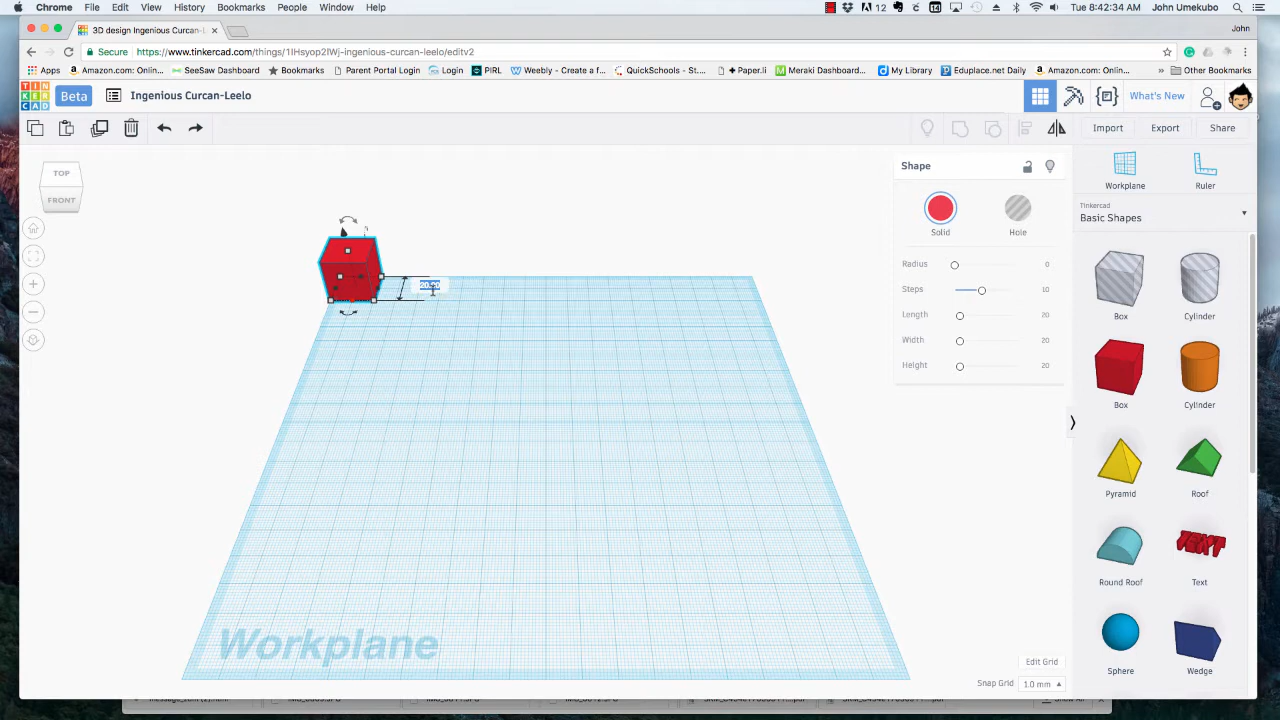 Chrome File Edit View History Bookmarks People Window Help 12 14 Tue 8:42:34 AM John Umekubo
3D design Ingenious Curcan- John
Secure https://www.tinkercad.com/things/1IHsyop2IWj-ingenious-curcan-leelo/editv2
Apps Amazon.com: Onlin... SeeSaw Dashboard Bookmarks Parent Portal Login Login PIRL Weebly - Create a f... QuickSchools - St... Paper.li Meraki Dashboard... My Library Eduplace.net Daily Amazon.com: Onlin... » Other Bookmarks
TINKERCAD Beta Ingenious Curcan-Leelo What's New
Import Export Share
TOP
FRONT
Shape
Solid Hole
Radius 0
Steps 10
Length 20
Width 20
Height 20
Workplane Ruler
Tinkercad
Basic Shapes
Box Cylinder
Box Cylinder
Pyramid Roof
TEXT
Round Roof Text
Sphere Wedge
Workplane
Edit Grid
Snap Grid 1.0 mm